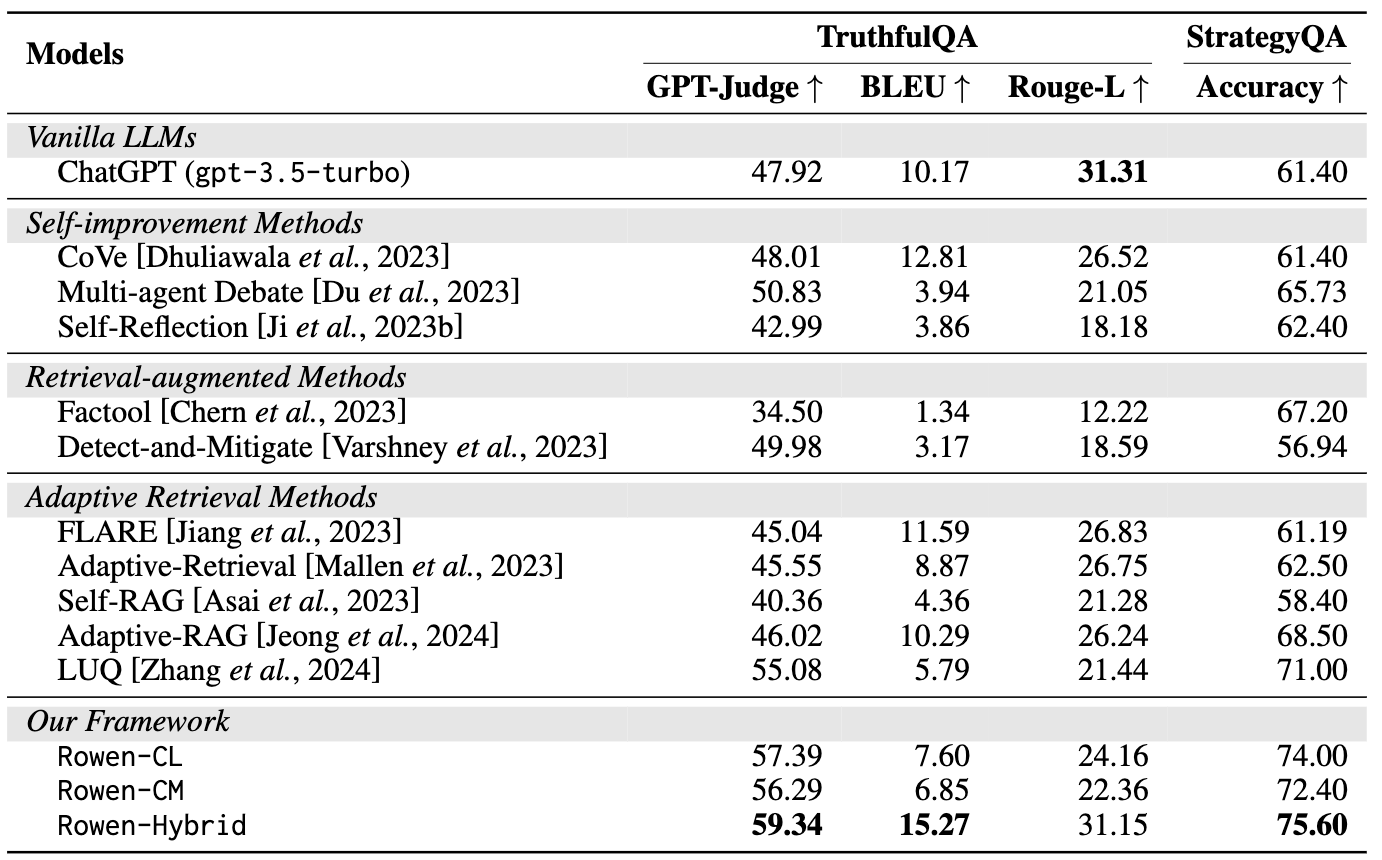 Models TruthfulQA StrategyQA
GPT-Judge ↑ BLEU ↑ Rouge-L ↑ Accuracy ↑
Vanilla LLMs
ChatGPT (gpt-3.5-turbo) 47.92 10.17 31.31 61.40
Self-improvement Methods
CoVe [Dhuliawala et al., 2023] 48.01 12.81 26.52 61.40
Multi-agent Debate [Du et al., 2023] 50.83 3.94 21.05 65.73
Self-Reflection [Ji et al., 2023b] 42.99 3.86 18.18 62.40
Retrieval-augmented Methods
Factool [Chern et al., 2023] 34.50 1.34 12.22 67.20
Detect-and-Mitigate [Varshney et al., 2023] 49.98 3.17 18.59 56.94
Adaptive Retrieval Methods
FLARE [Jiang et al., 2023] 45.04 11.59 26.83 61.19
Adaptive-Retrieval [Mallen et al., 2023] 45.55 8.87 26.75 62.50
Self-RAG [Asai et al., 2023] 40.36 4.36 21.28 58.40
Adaptive-RAG [Jeong et al., 2024] 46.02 10.29 26.24 68.50
LUQ [Zhang et al., 2024] 55.08 5.79 21.44 71.00
Our Framework
Rowen-CL 57.39 7.60 24.16 74.00
Rowen-CM 56.29 6.85 22.36 72.40
Rowen-Hybrid 59.34 15.27 31.15 75.60